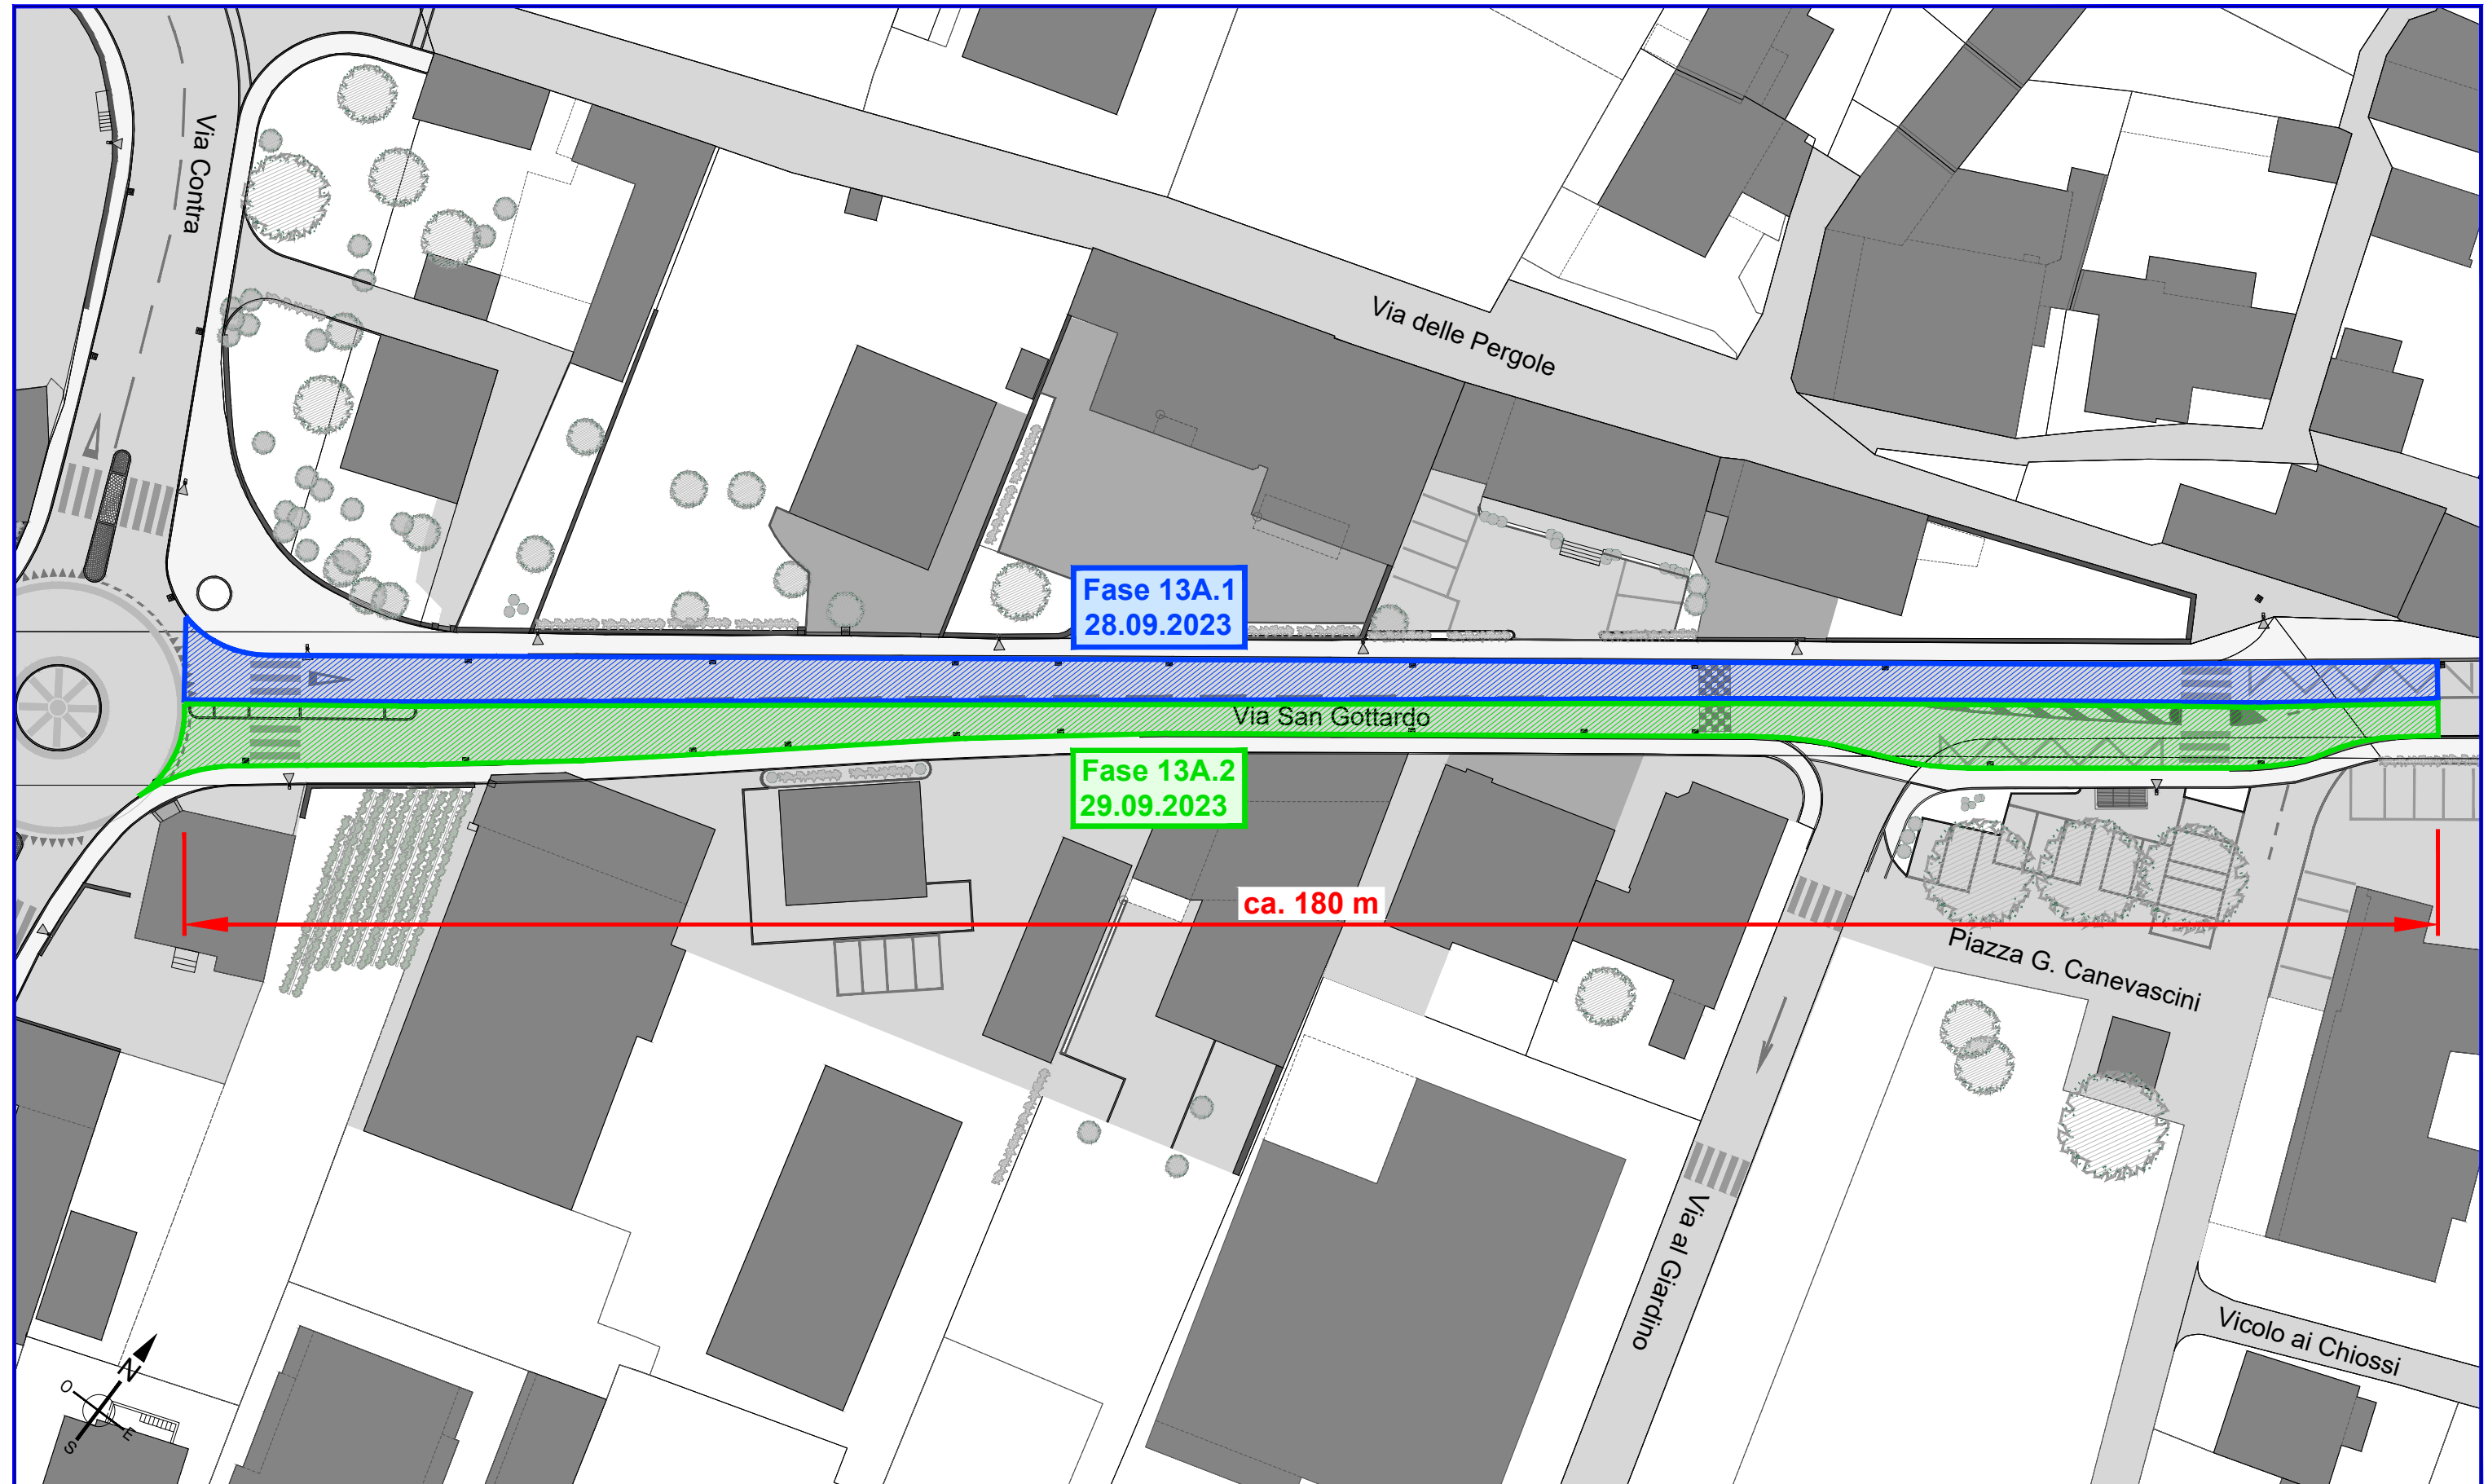 Via Contra
Via delle Pergole
Fase 13A.1
28.09.2023
Via San Gottardo
Fase 13A.2
29.09.2023
ca. 180 m
Piazza G. Canevascini
Via al Giardino
Vicolo ai Chiossi
N
O
E
S